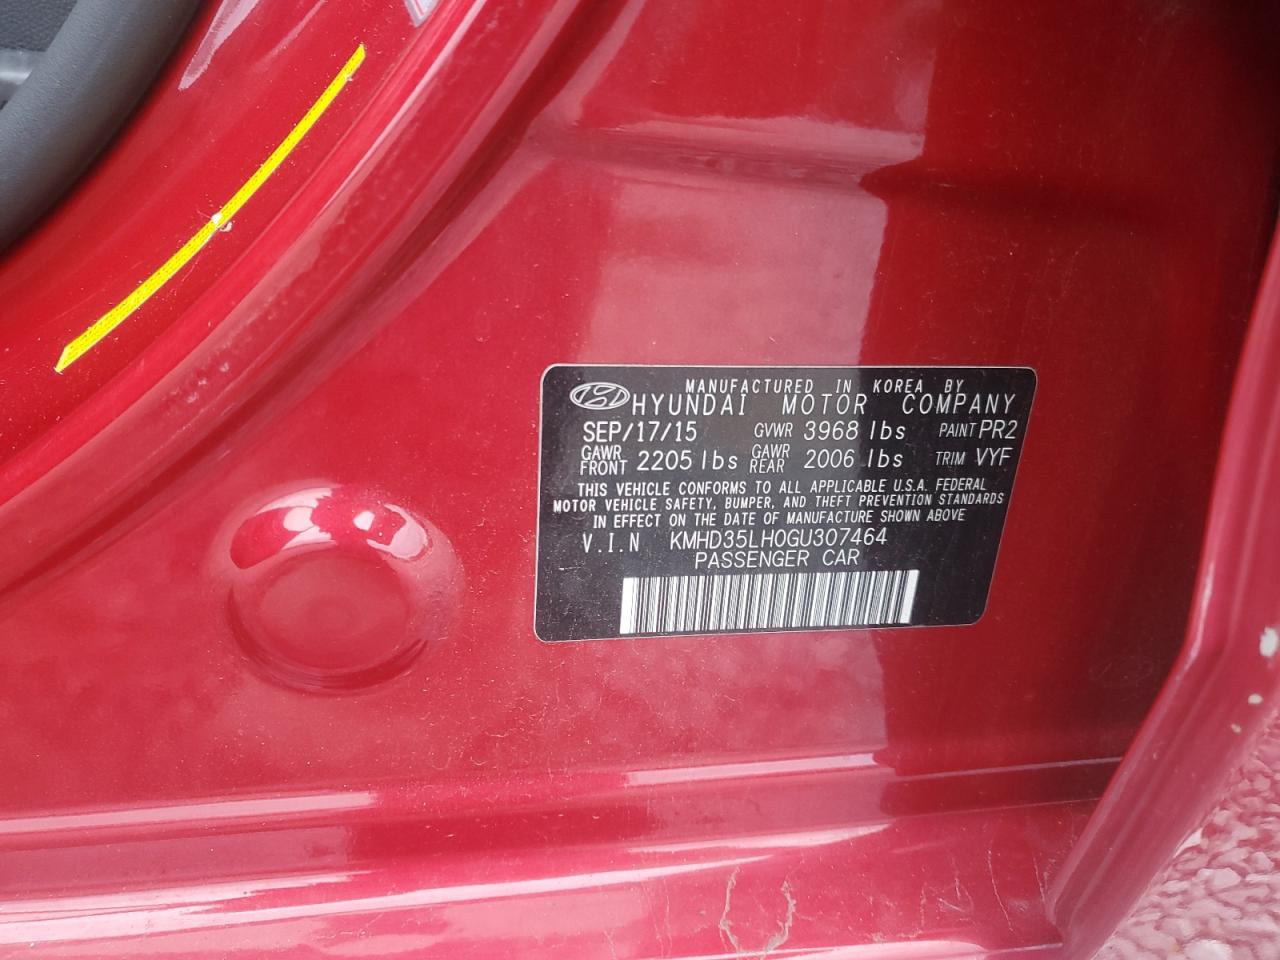 MANUFACTURED IN KOREA BY
HYUNDAI MOTOR COMPANY
SEP/17/15 GVWR 3968 lbs PAINT PR2
GAWR FRONT 2205 lbs GAWR REAR 2006 lbs TRIM VYF
THIS VEHICLE CONFORMS TO ALL APPLICABLE U.S.A. FEDERAL
MOTOR VEHICLE SAFETY, BUMPER, AND THEFT PREVENTION STANDARDS
IN EFFECT ON THE DATE OF MANUFACTURE SHOWN ABOVE
V.I.N KMHD35LH0GU307464
PASSENGER CAR